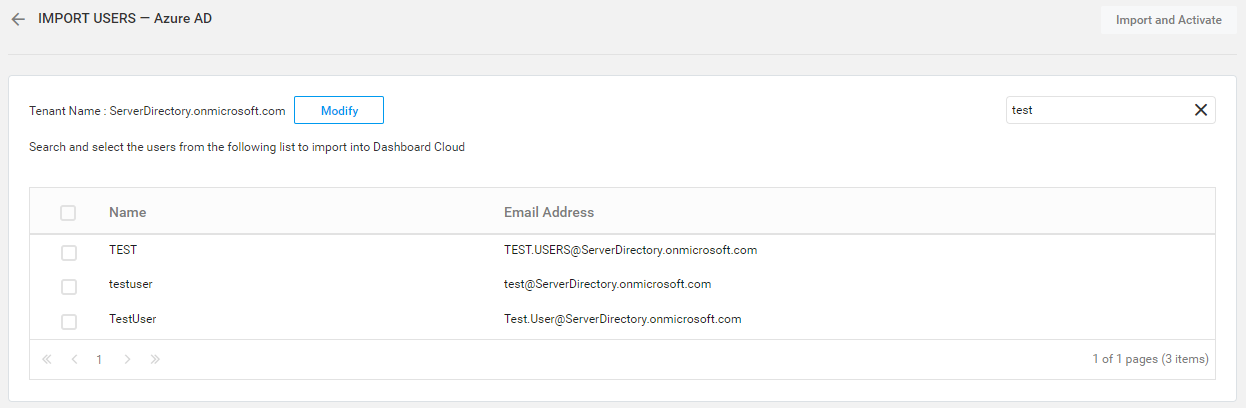 IMPORT USERS — Azure AD
Import and Activate
Tenant Name : ServerDirectory.onmicrosoft.com
Modify
test
Search and select the users from the following list to import into Dashboard Cloud
Name Email Address
TEST TEST.USERS@ServerDirectory.onmicrosoft.com
testuser test@ServerDirectory.onmicrosoft.com
TestUser Test.User@ServerDirectory.onmicrosoft.com
1
1 of 1 pages (3 items)